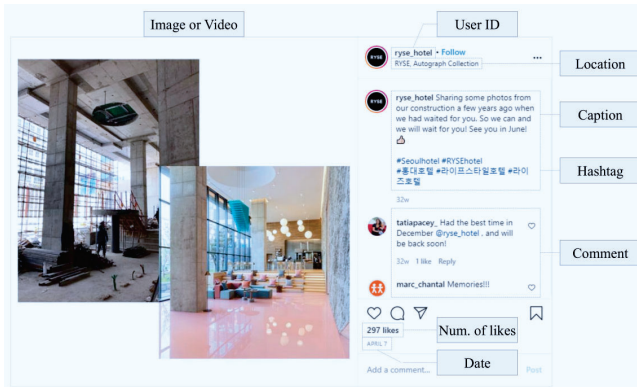 Image or Video
User ID
RYSE
ryse_hotel • Follow
RYSE, Autograph Collection
...
Location
RYSE
ryse_hotel Sharing some photos from
our construction a few years ago when
we had waited for you. So we can and
we will wait for you! See you in June!
Caption
#Seoulhotel #RYSEhotel
#홍대호텔 #라이프스타일호텔 #라이
즈호텔
Hashtag
32w
tatiapacey_ Had the best time in
December @ryse_hotel , and will
be back soon!
Comment
32w 1 like Reply
marc_chantal Memories!!!
297 likes
Num. of likes
APRIL 7
Date
Add a comment...
Post